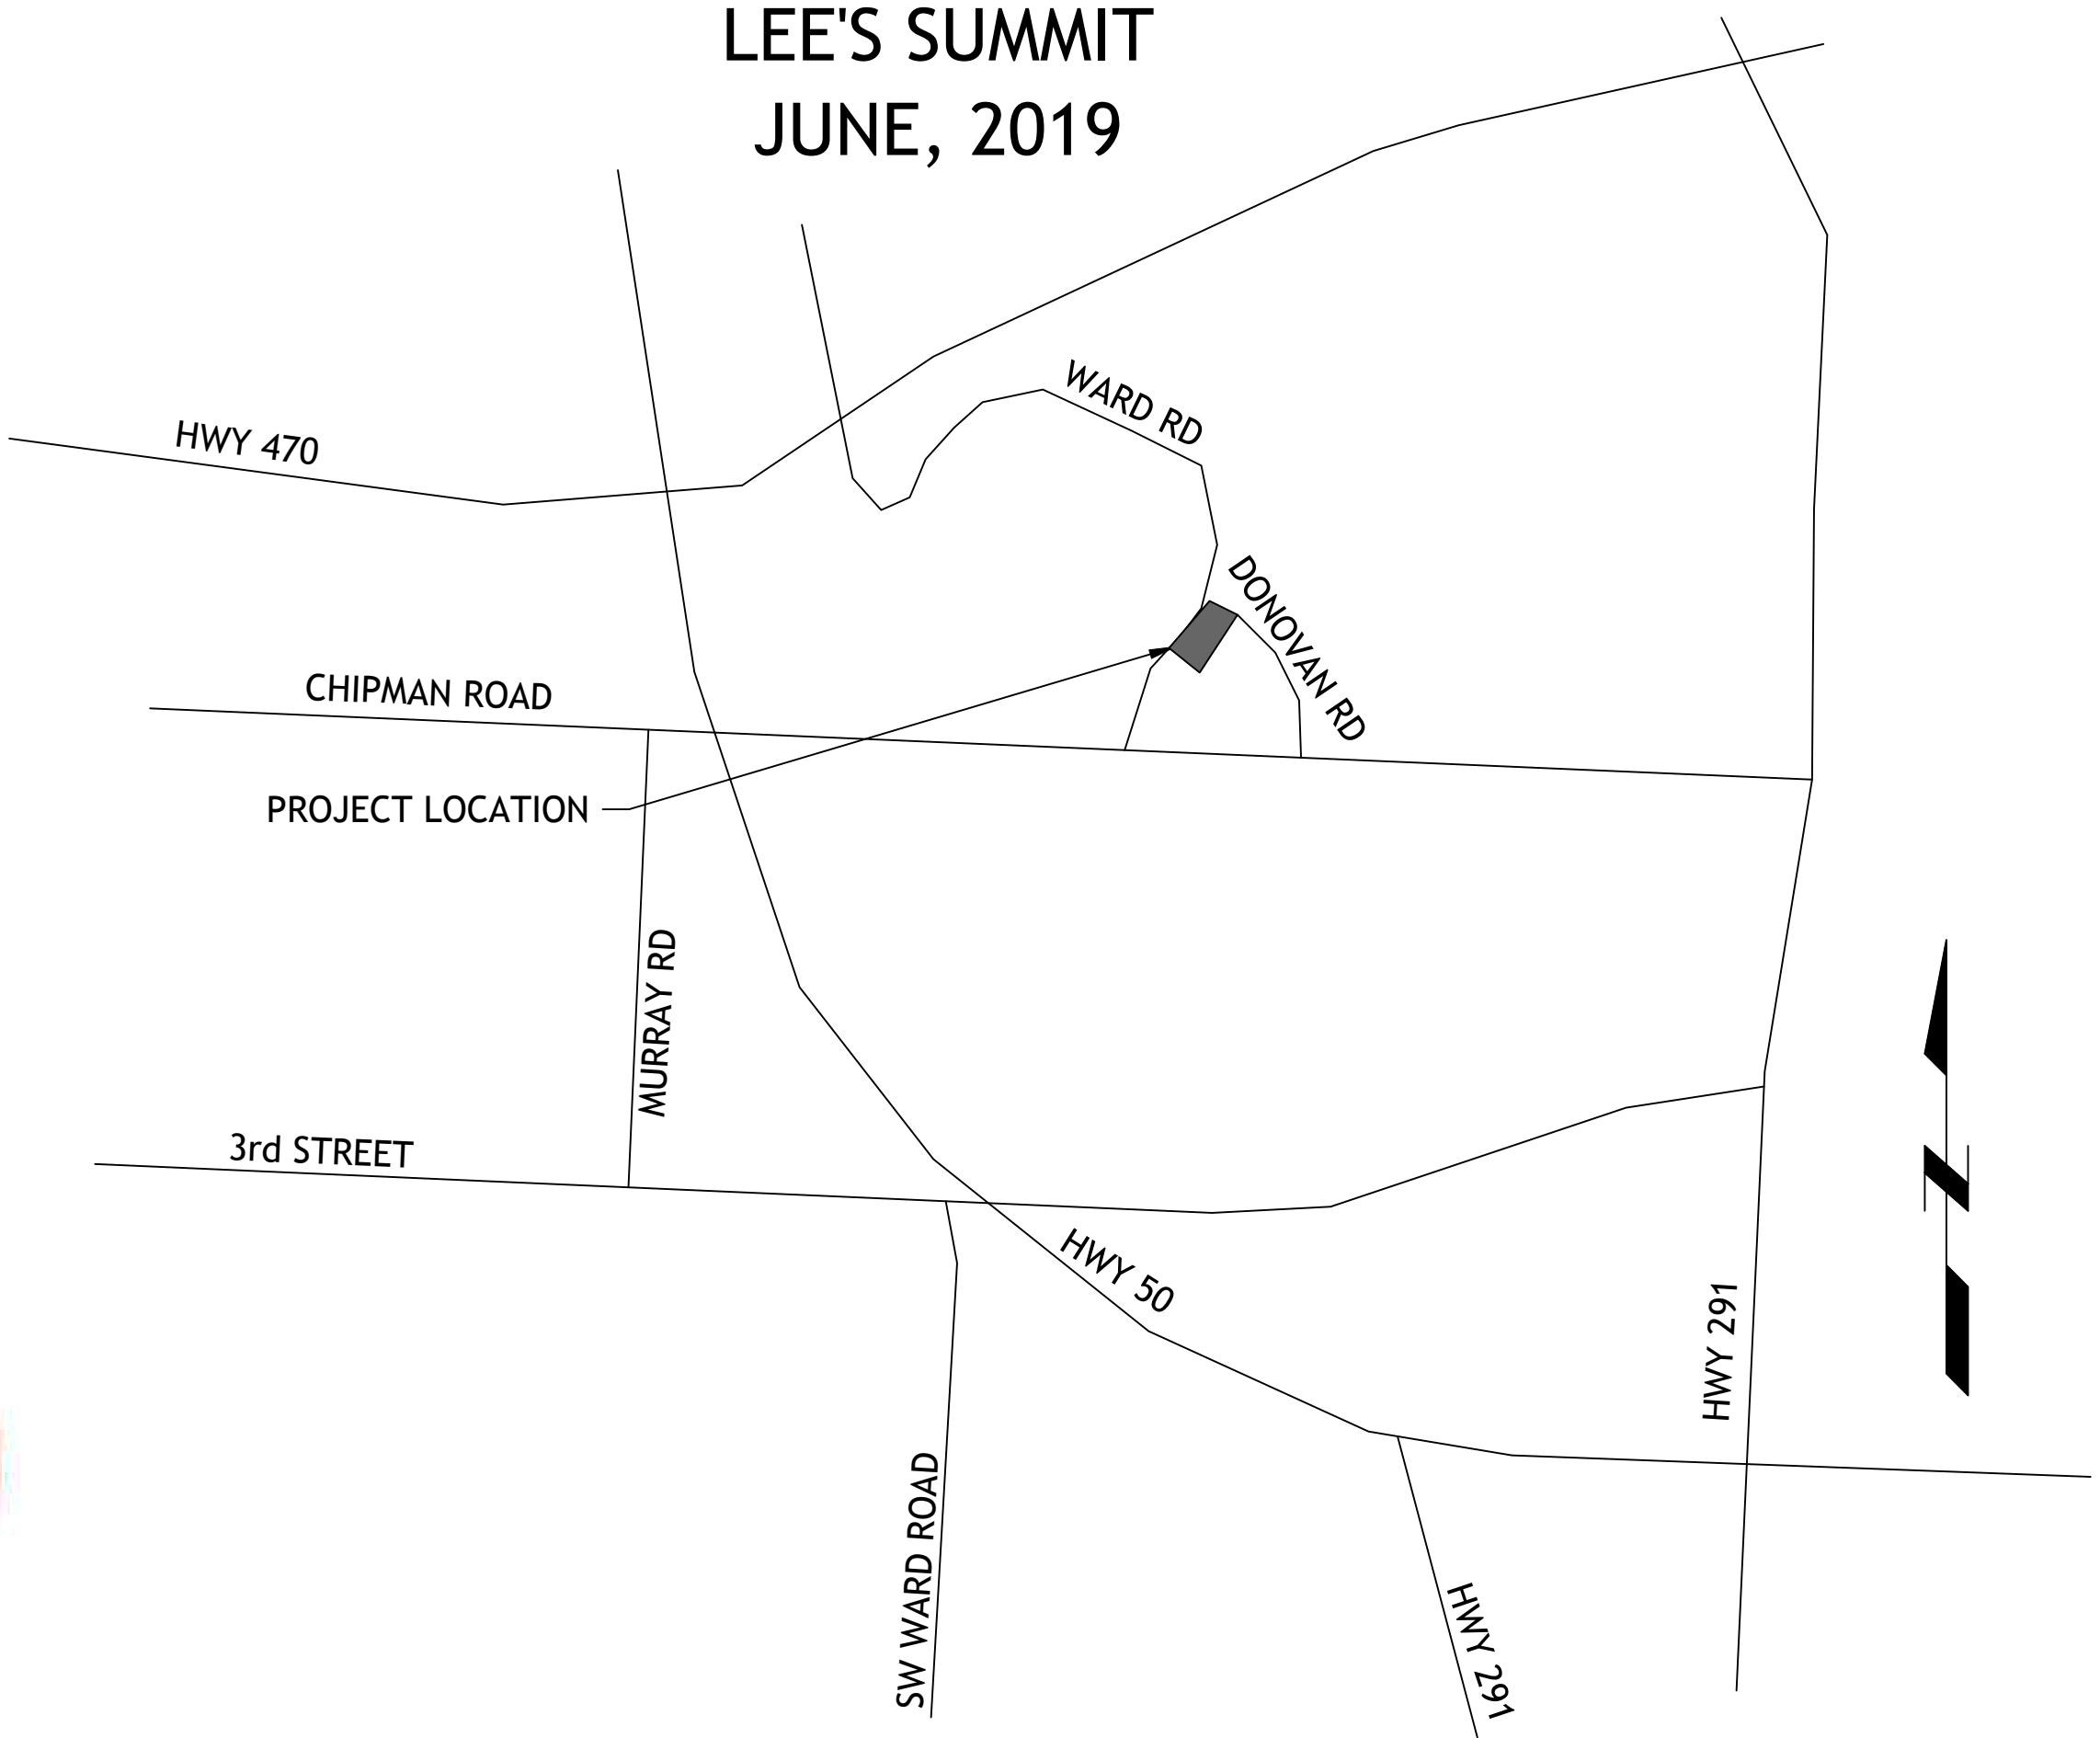 LEE'S SUMMIT
JUNE, 2019
WARD RD
HWY 470
DONOVAN RD
CHIPMAN ROAD
PROJECT LOCATION
MURRAY RD
3rd STREET
HWY 50
HWY 291
SW WARD ROAD
HWY 291
N